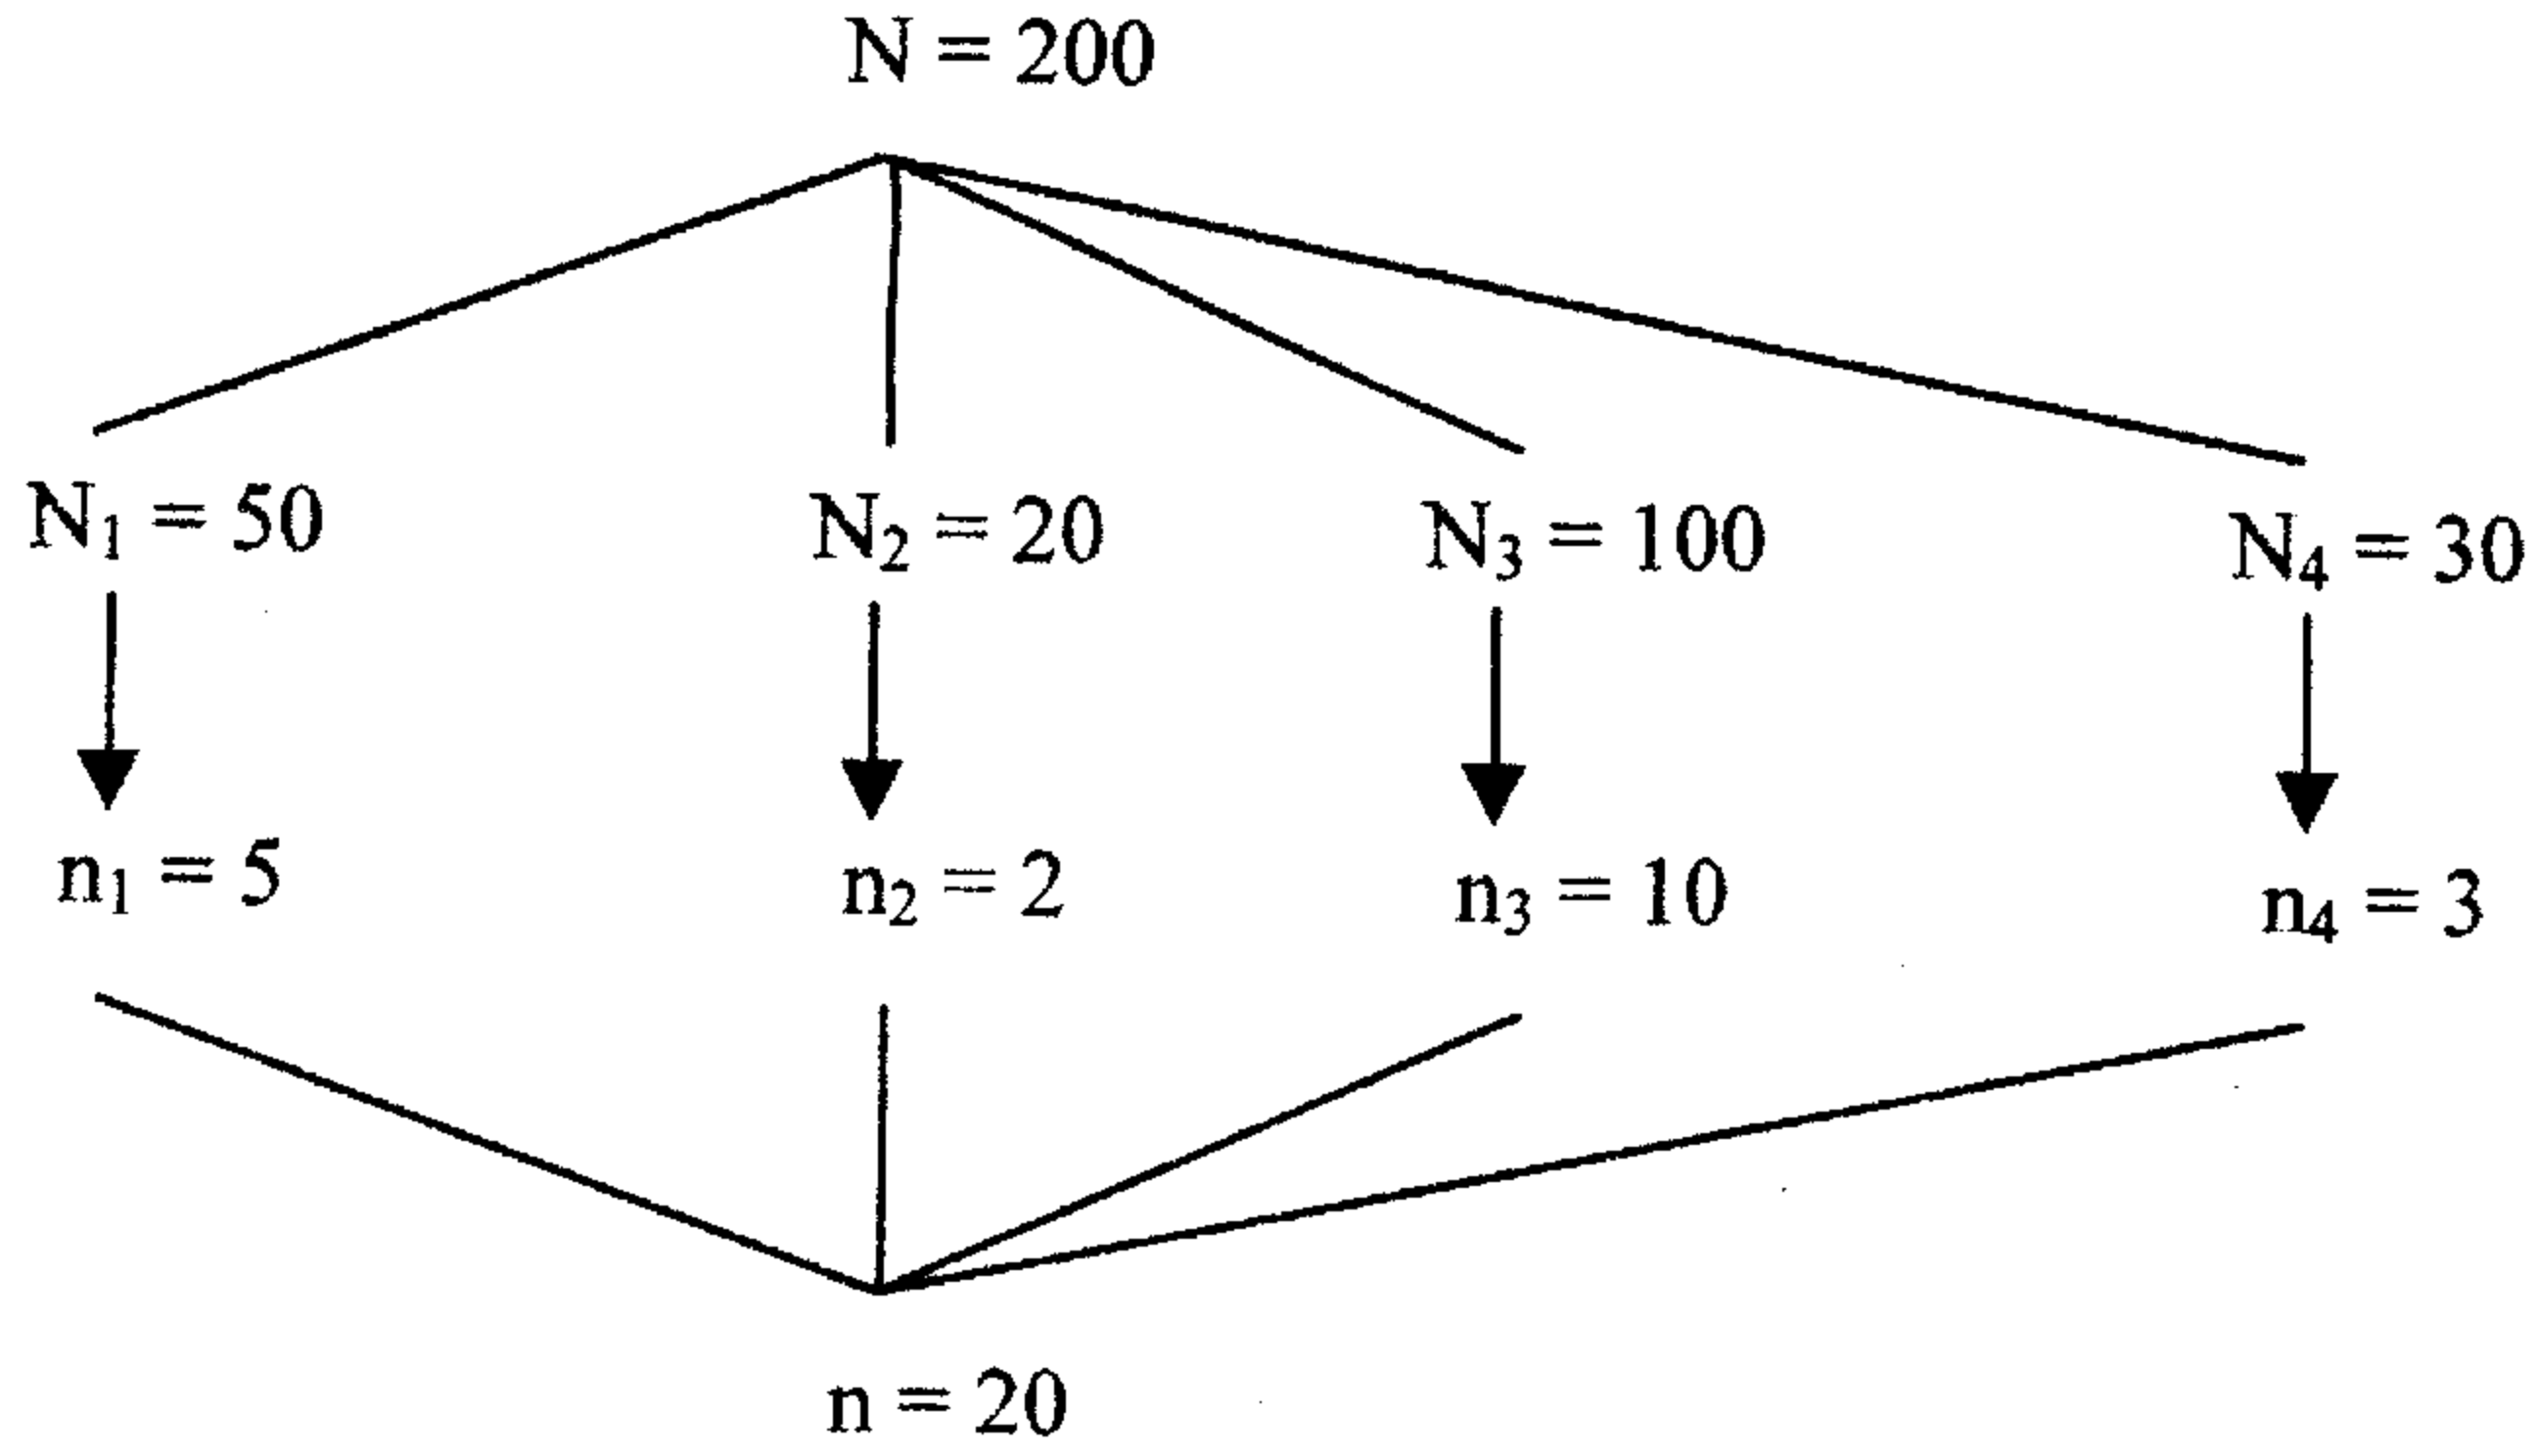 N = 200
N₁ = 50 N₂ = 20 N₃ = 100 N₄ = 30
n₁ = 5 n₂ = 2 n₃ = 10 n₄ = 3
n = 20